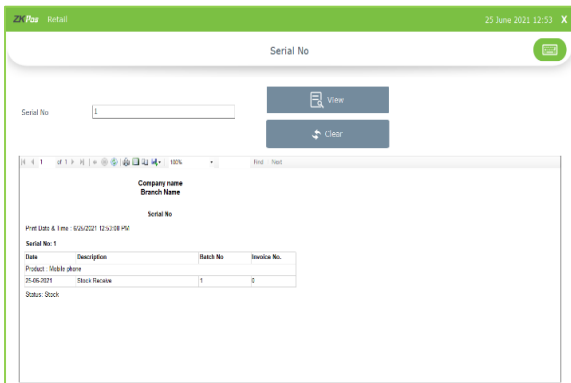 ZKPos Retail 25 June 2021 12:53 X
Serial No
View
Serial No 1
Clear
1 of 1 100% Find Next
Company name
Branch Name
Serial No
Print Date & Time : 6/25/2021 12:53:08 PM
Serial No: 1
Date Description Batch No Invoice No.
Product : Mobile phone
25-06-2021 Stock Receive 1 0
Status: Stock